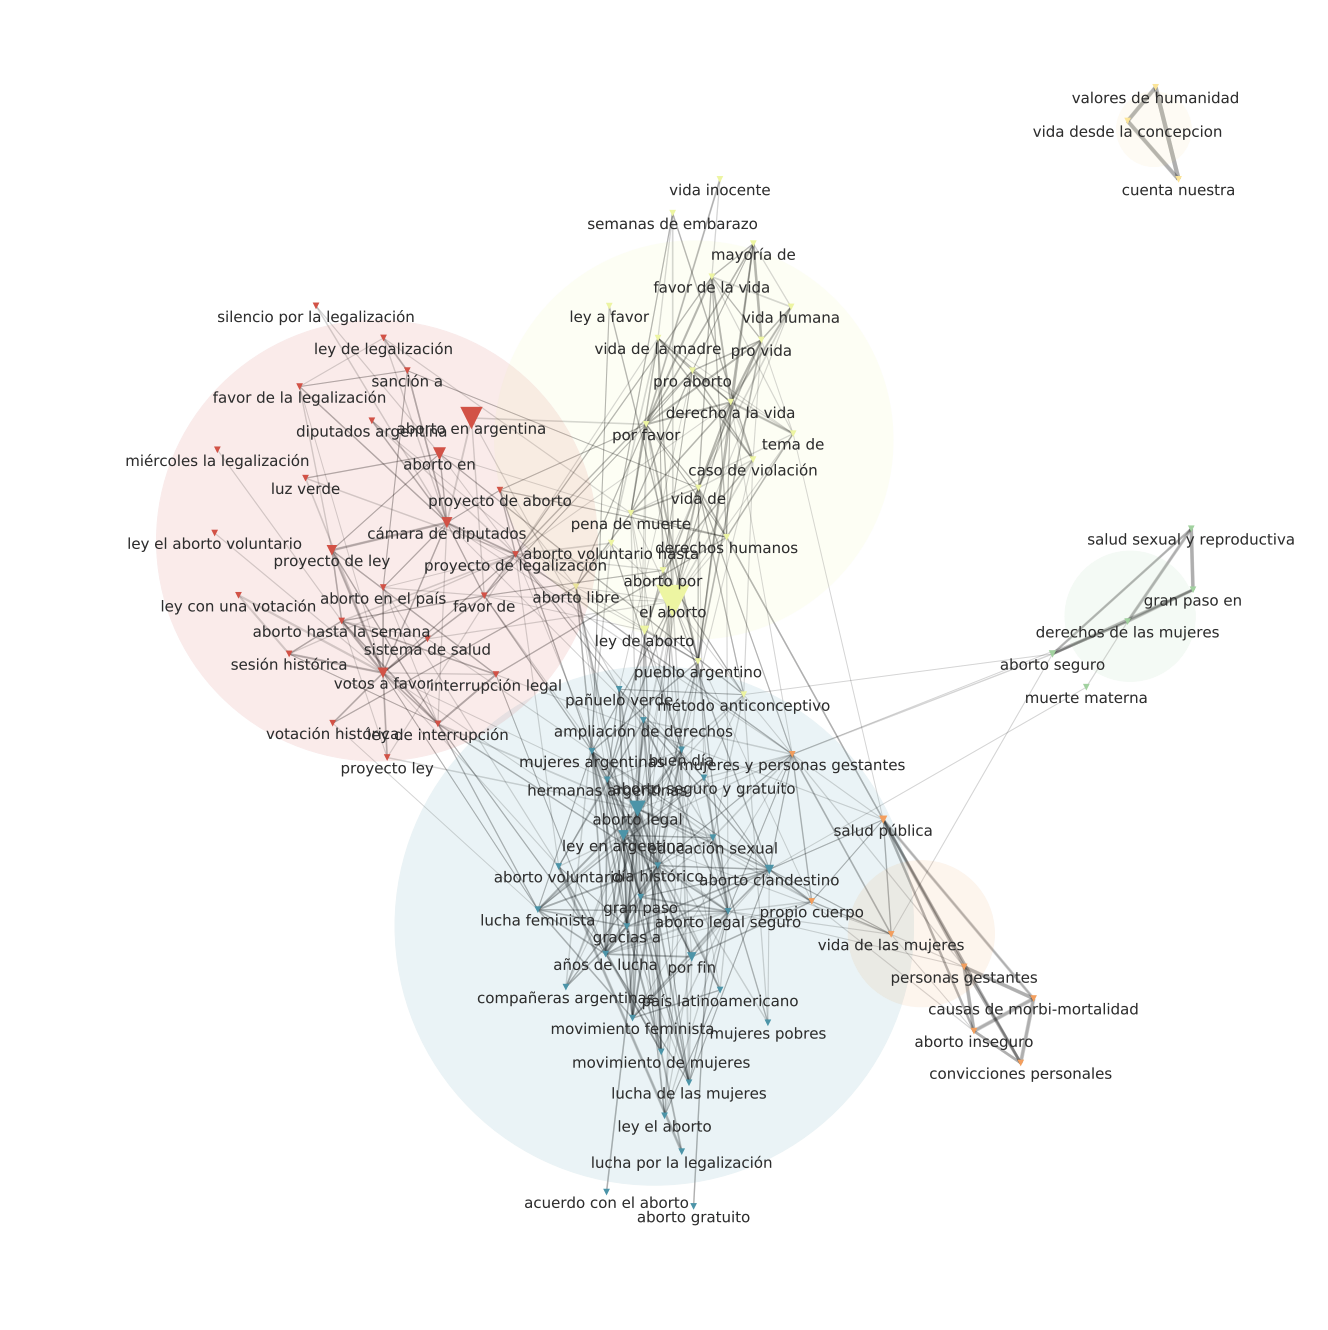 valores de humanidad
vida desde la concepcion
cuenta nuestra
vida inocente
semanas de embarazo
mayoría de
favor de la vida
ley a favor
vida humana
silencio por la legalización
ley de legalización
vida de la madre
pro vida
sanción a
pro aborto
favor de la legalización
derecho a la vida
diputados argentina
aborto en argentina
por favor
tema de
miércoles la legalización
aborto en
caso de violación
luz verde
proyecto de aborto
vida de
cámara de diputados
pena de muerte
salud sexual y reproductiva
ley el aborto voluntario
proyecto de ley
proyecto de legalización
aborto voluntario hasta
derechos humanos
aborto por
aborto en el país
aborto libre
gran paso en
ley con una votación
favor de
el aborto
aborto hasta la semana
derechos de las mujeres
sistema de salud
ley de aborto
sesión histórica
aborto seguro
pueblo argentino
votos a favor
interrupción legal
muerte materna
pañuelo verde
método anticonceptivo
votación histórica
ley de interrupción
ampliación de derechos
proyecto ley
mujeres argentinas
buen día
mujeres y personas gestantes
hermanas argentinas
aborto seguro y gratuito
aborto legal
salud pública
ley en argentina
educación sexual
aborto voluntario
día histórico
aborto clandestino
gran paso
propio cuerpo
lucha feminista
aborto legal seguro
gracias a
vida de las mujeres
años de lucha
por fin
personas gestantes
compañeras argentinas
país latinoamericano
causas de morbi-mortalidad
movimiento feminista
mujeres pobres
aborto inseguro
movimiento de mujeres
convicciones personales
lucha de las mujeres
ley el aborto
lucha por la legalización
acuerdo con el aborto
aborto gratuito